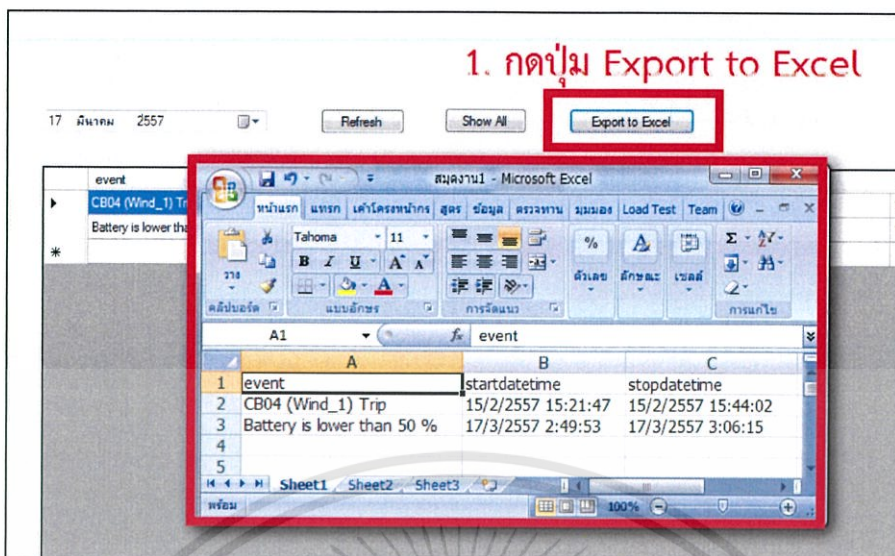 1. กดปุ่ม Export to Excel
17 มีนาคม 2557 Refresh Show All Export to Excel
event
CB04 (Wind_1) Tr
Battery is lower tha
สมุดงาน1 - Microsoft Excel
หน้าแรก แทรก เค้าโครงหน้ากร สูตร ข้อมูล ตรวจทาน มุมมอง Load Test Team
Tahoma 11
วาง B I U A A % A Σ
ตัวเลข ลักษณะ เซลล์
คลิปบอร์ด แบบอักษร การจัดแนว การแก้ไข
A1 fx event
A B C
1 event startdatetime stopdatetime
2 CB04 (Wind_1) Trip 15/2/2557 15:21:47 15/2/2557 15:44:02
3 Battery is lower than 50 % 17/3/2557 2:49:53 17/3/2557 3:06:15
4
5
Sheet1 Sheet2 Sheet3
พร้อม 100%